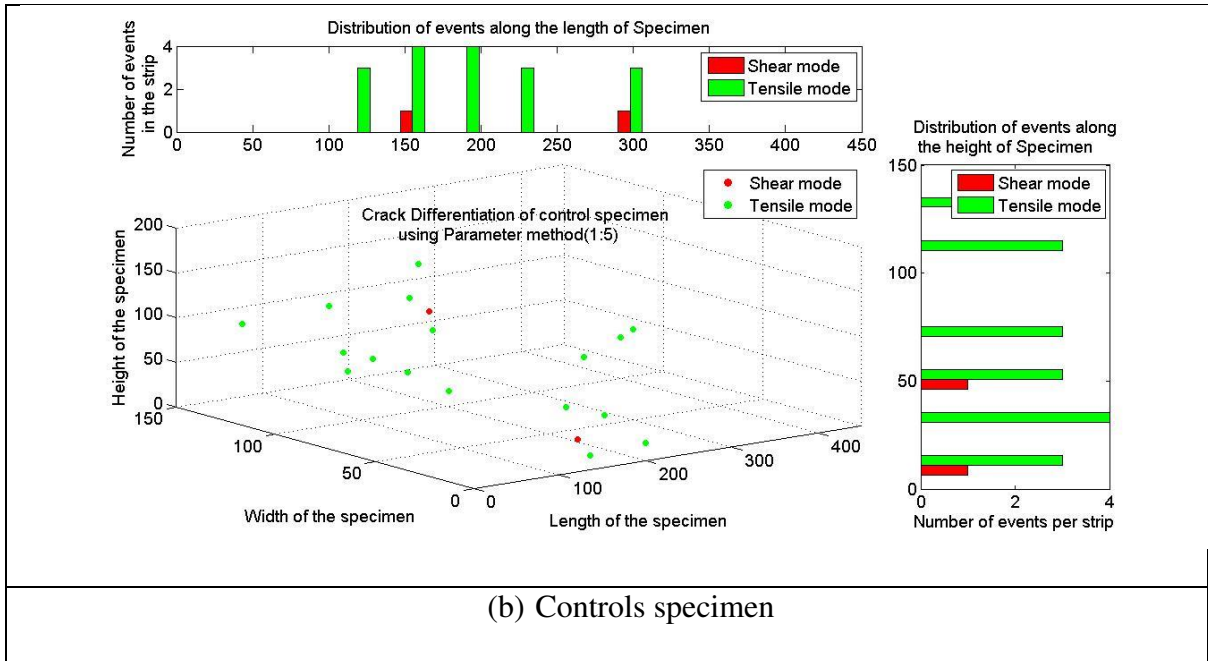 Distribution of events along the length of Specimen
Number of events
in the strip
4
2
0
0 50 100 150 200 250 300 350 400 450
Shear mode
Tensile mode
Distribution of events along
the height of Specimen
150
100
50
0
Shear mode
Tensile mode
0 2 4
Number of events per strip
Shear mode
Tensile mode
Crack Differentiation of control specimen
using Parameter method(1:5)
Height of the specimen
200
150
100
50
0
150
100
50
0
Width of the specimen
0
100
200
300
400
Length of the specimen
(b) Controls specimen